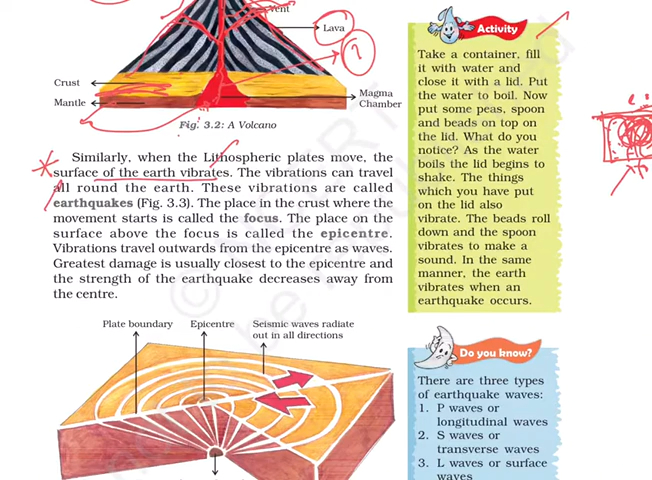 Vent
Lava
?
Crust
Mantle
Magma
Chamber
Fig. 3.2: A Volcano
Similarly, when the Lithospheric plates move, the
surface of the earth vibrates. The vibrations can travel
all round the earth. These vibrations are called
earthquakes (Fig. 3.3). The place in the crust where the
movement starts is called the focus. The place on the
surface above the focus is called the epicentre.
Vibrations travel outwards from the epicentre as waves.
Greatest damage is usually closest to the epicentre and
the strength of the earthquake decreases away from
the centre.
Plate boundary
Epicentre
Seismic waves radiate
out in all directions
Activity
Take a container, fill
it with water and
close it with a lid. Put
the water to boil. Now
put some peas, spoon
and beads on top on
the lid. What do you
notice? As the water
boils the lid begins to
shake. The things
which you have put
on the lid also
vibrate. The beads roll
down and the spoon
vibrates to make a
sound. In the same
manner, the earth
vibrates when an
earthquake occurs.
Do you know?
There are three types
of earthquake waves:
1. P waves or
longitudinal waves
2. S waves or
transverse waves
3. L waves or surface
waves